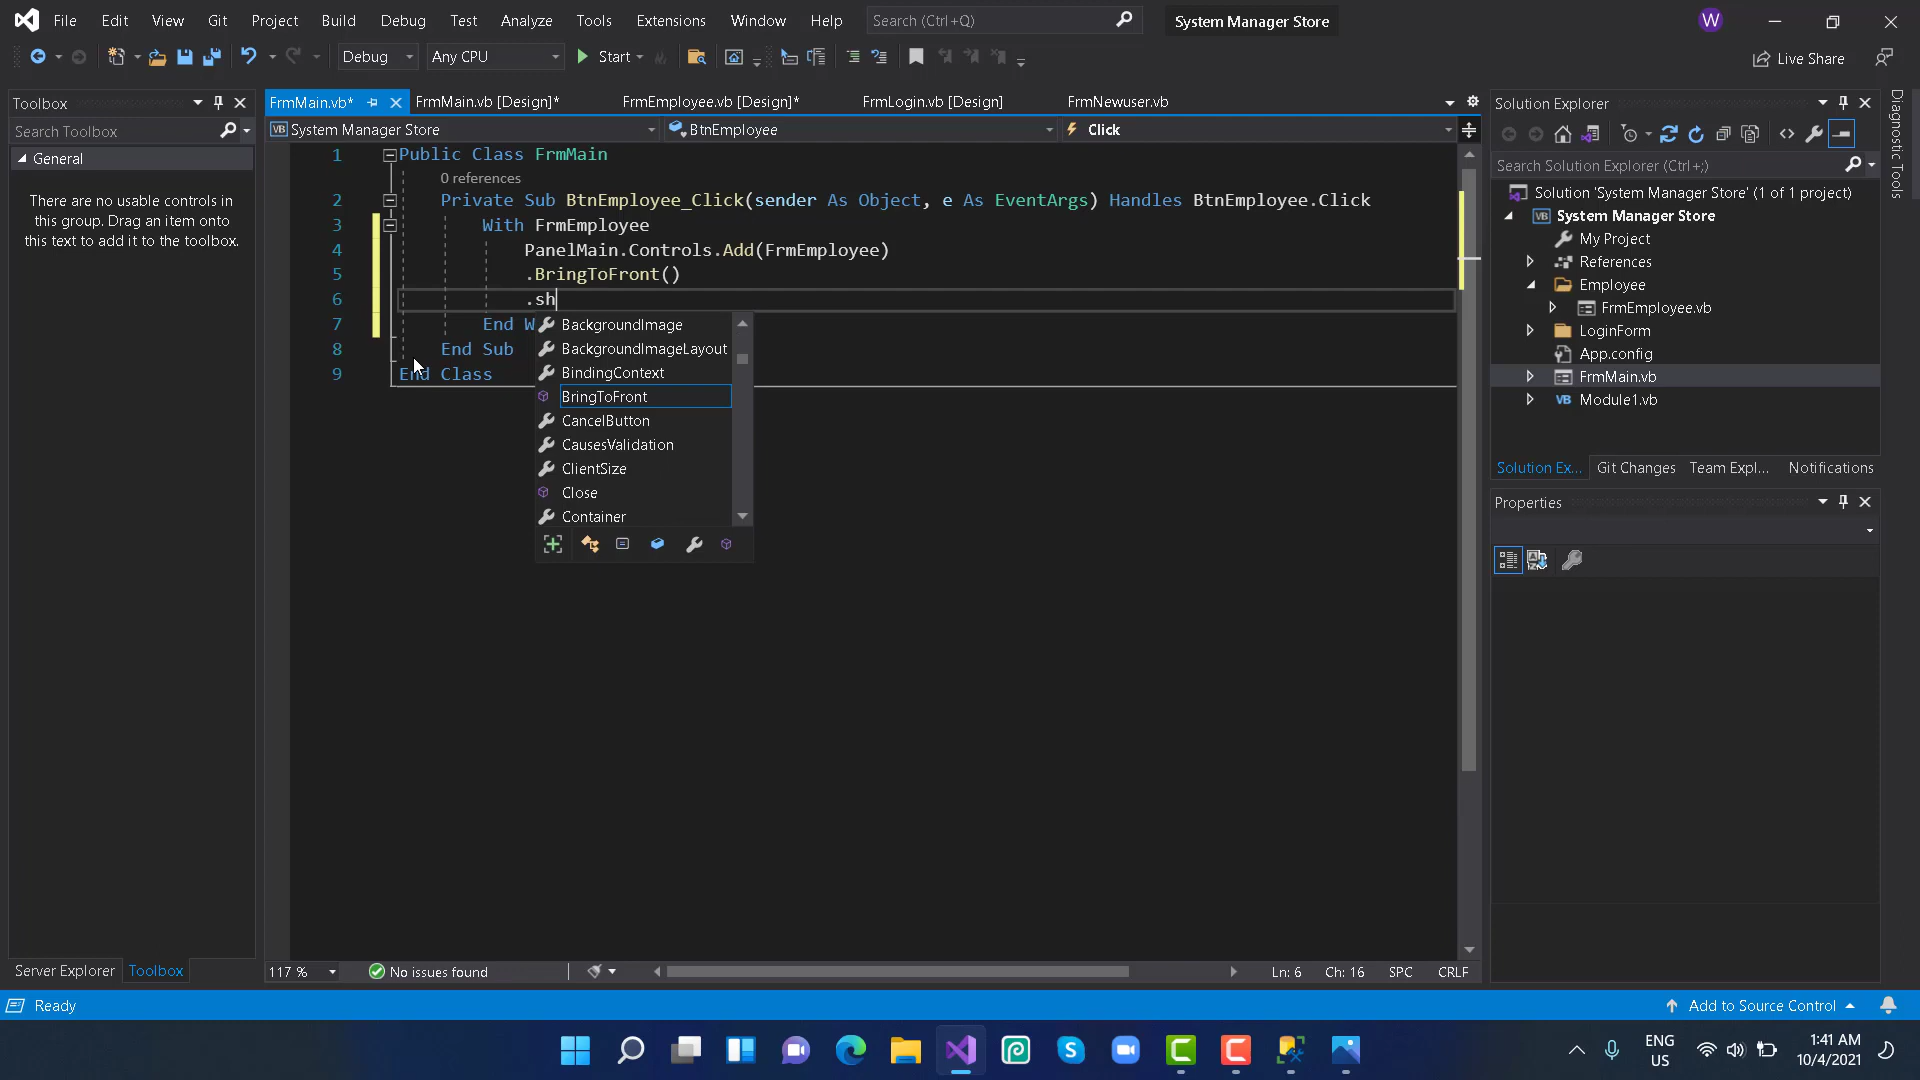 File Edit View Git Project Build Debug Test Analyze Tools Extensions Window Help Search (Ctrl+Q) System Manager Store W
Debug Any CPU Start Live Share
Toolbox
Search Toolbox
General
There are no usable controls in
this group. Drag an item onto
this text to add it to the toolbox.
Server Explorer Toolbox
FrmMain.vb* FrmMain.vb [Design]* FrmEmployee.vb [Design]* FrmLogin.vb [Design] FrmNewuser.vb
VB System Manager Store BtnEmployee Click
1 Public Class FrmMain
0 references
2 Private Sub BtnEmployee_Click(sender As Object, e As EventArgs) Handles BtnEmployee.Click
3 With FrmEmployee
4 PanelMain.Controls.Add(FrmEmployee)
5 .BringToFront()
6 .sh
7 End W
8 End Sub
9 End Class
BackgroundImage
BackgroundImageLayout
BindingContext
BringToFront
CancelButton
CausesValidation
ClientSize
Close
Container
117 % No issues found Ln: 6 Ch: 16 SPC CRLF
Solution Explorer
Search Solution Explorer (Ctrl+;)
Solution 'System Manager Store' (1 of 1 project)
VB System Manager Store
My Project
References
Employee
FrmEmployee.vb
LoginForm
App.config
FrmMain.vb
VB Module1.vb
Solution Ex... Git Changes Team Expl... Notifications
Properties
Diagnostic Tools
Ready Add to Source Control
ENG
US
1:41 AM
10/4/2021